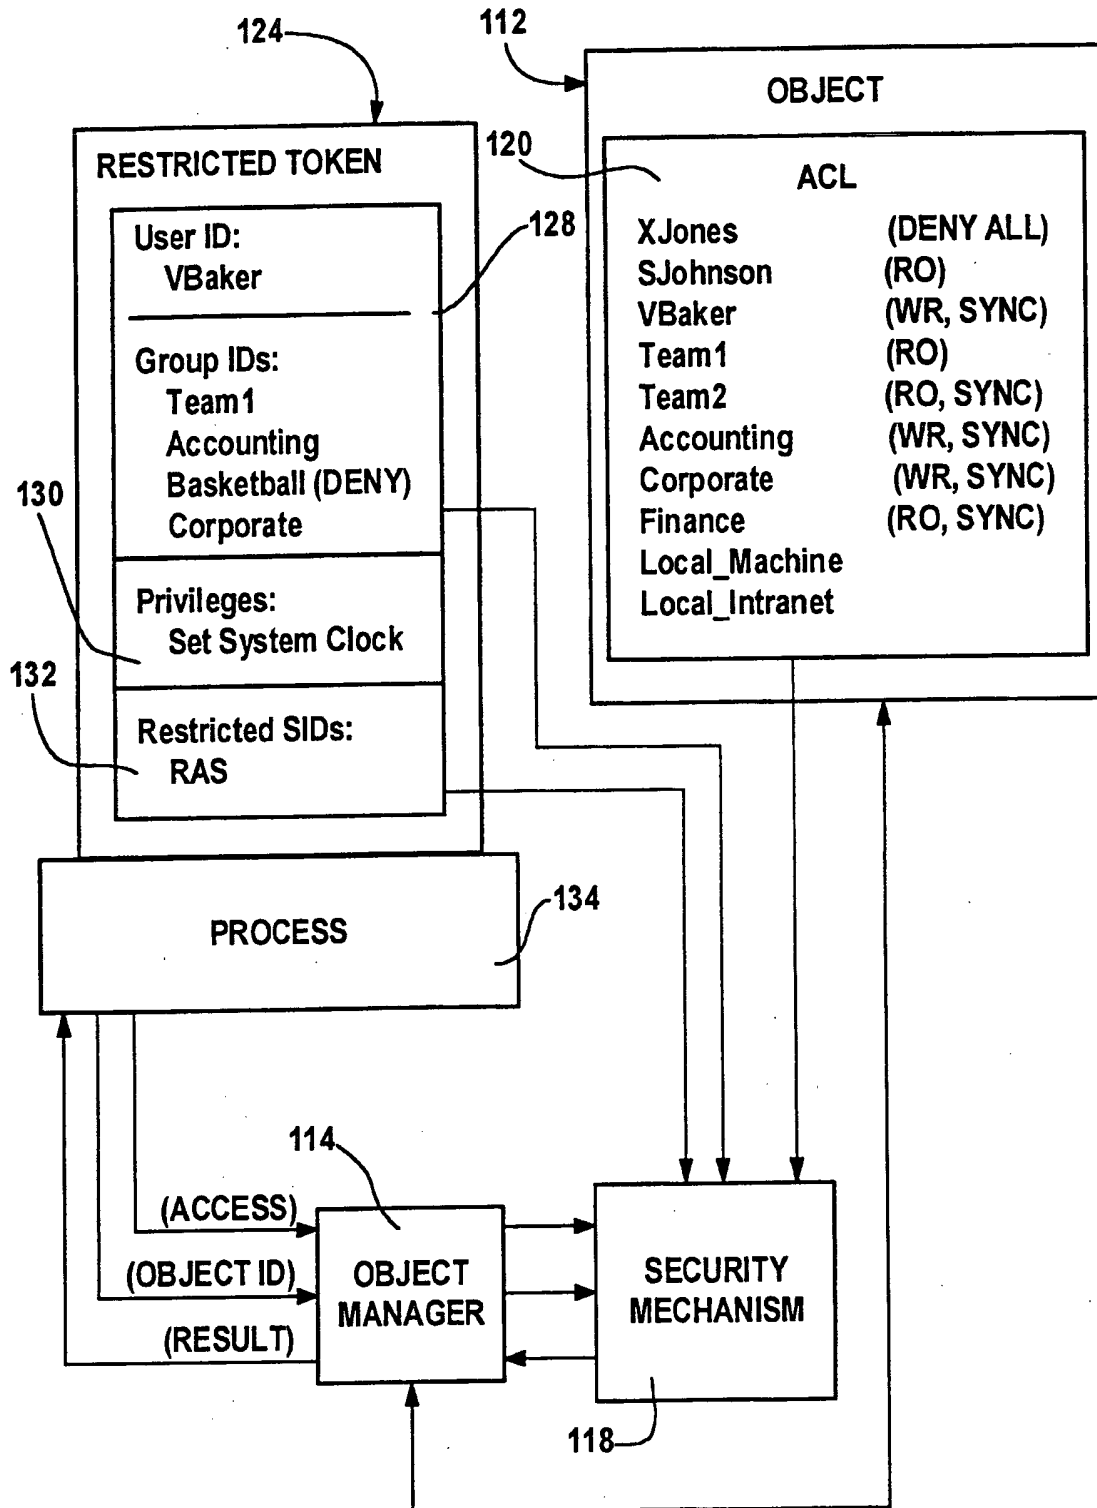 124
112
OBJECT
RESTRICTED TOKEN
120
ACL
User ID:
VBaker
128
Group IDs:
Team1
Accounting
Basketball (DENY)
Corporate
130
Privileges:
Set System Clock
132
Restricted SIDs:
RAS
XJones (DENY ALL)
SJohnson (RO)
VBaker (WR, SYNC)
Team1 (RO)
Team2 (RO, SYNC)
Accounting (WR, SYNC)
Corporate (WR, SYNC)
Finance (RO, SYNC)
Local_Machine
Local_Intranet
PROCESS
134
114
(ACCESS)
(OBJECT ID)
(RESULT)
OBJECT
MANAGER
SECURITY
MECHANISM
118